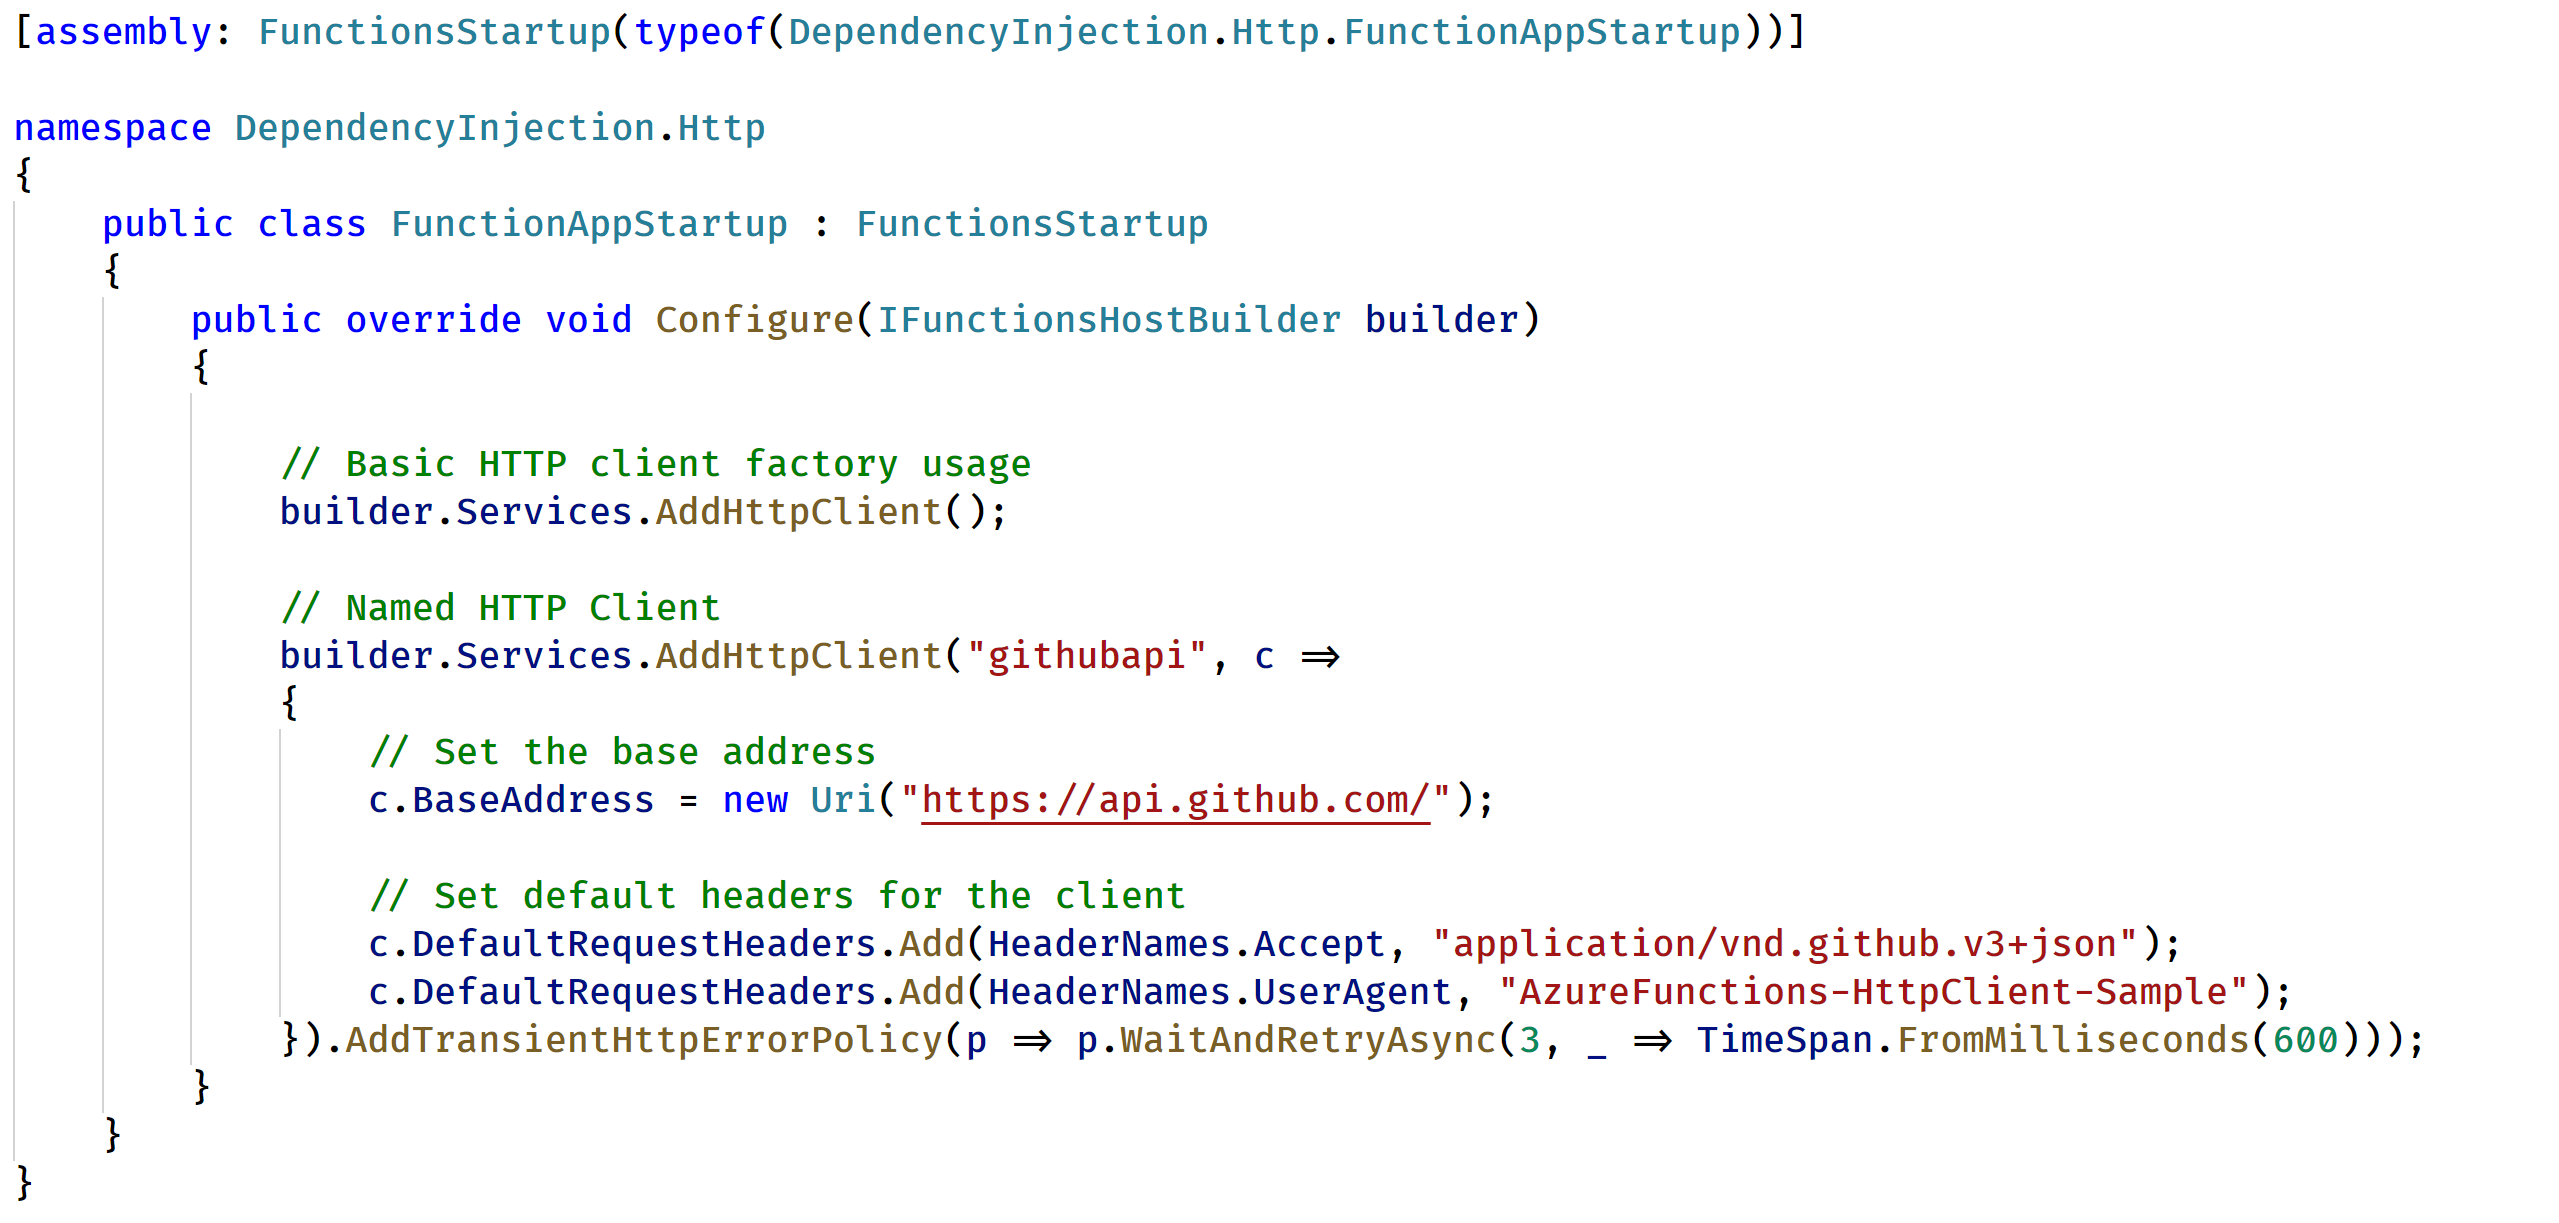 [assembly: FunctionsStartup(typeof(DependencyInjection.Http.FunctionAppStartup))]
namespace DependencyInjection.Http
{
public class FunctionAppStartup : FunctionsStartup
{
public override void Configure(IFunctionsHostBuilder builder)
{
// Basic HTTP client factory usage
builder.Services.AddHttpClient();
// Named HTTP Client
builder.Services.AddHttpClient("githubapi", c =>
{
// Set the base address
c.BaseAddress = new Uri("https://api.github.com/");
// Set default headers for the client
c.DefaultRequestHeaders.Add(HeaderNames.Accept, "application/vnd.github.v3+json");
c.DefaultRequestHeaders.Add(HeaderNames.UserAgent, "AzureFunctions-HttpClient-Sample");
}).AddTransientHttpErrorPolicy(p => p.WaitAndRetryAsync(3, _ => TimeSpan.FromMilliseconds(600)));
}
}
}